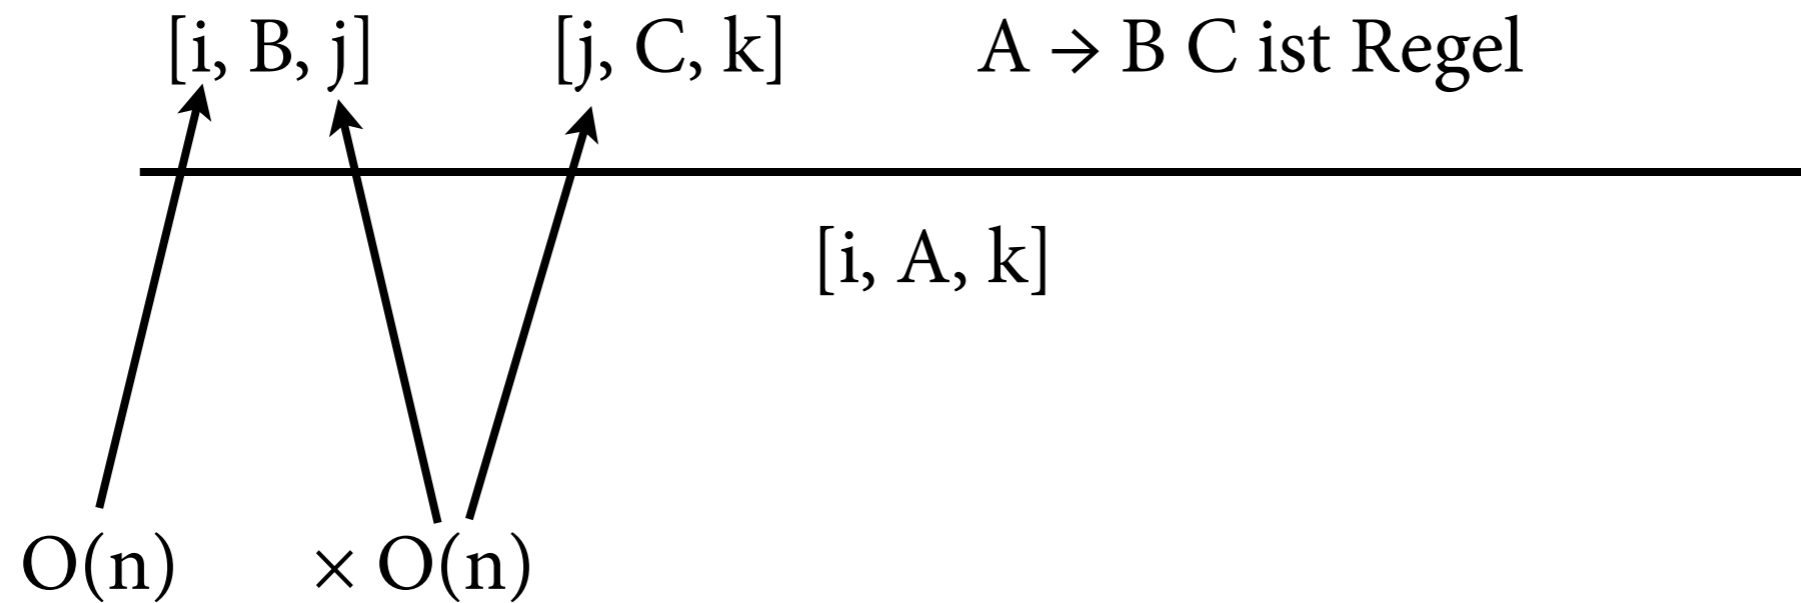 [i, B, j] [j, C, k] A → B C ist Regel
[i, A, k]
O(n) × O(n)